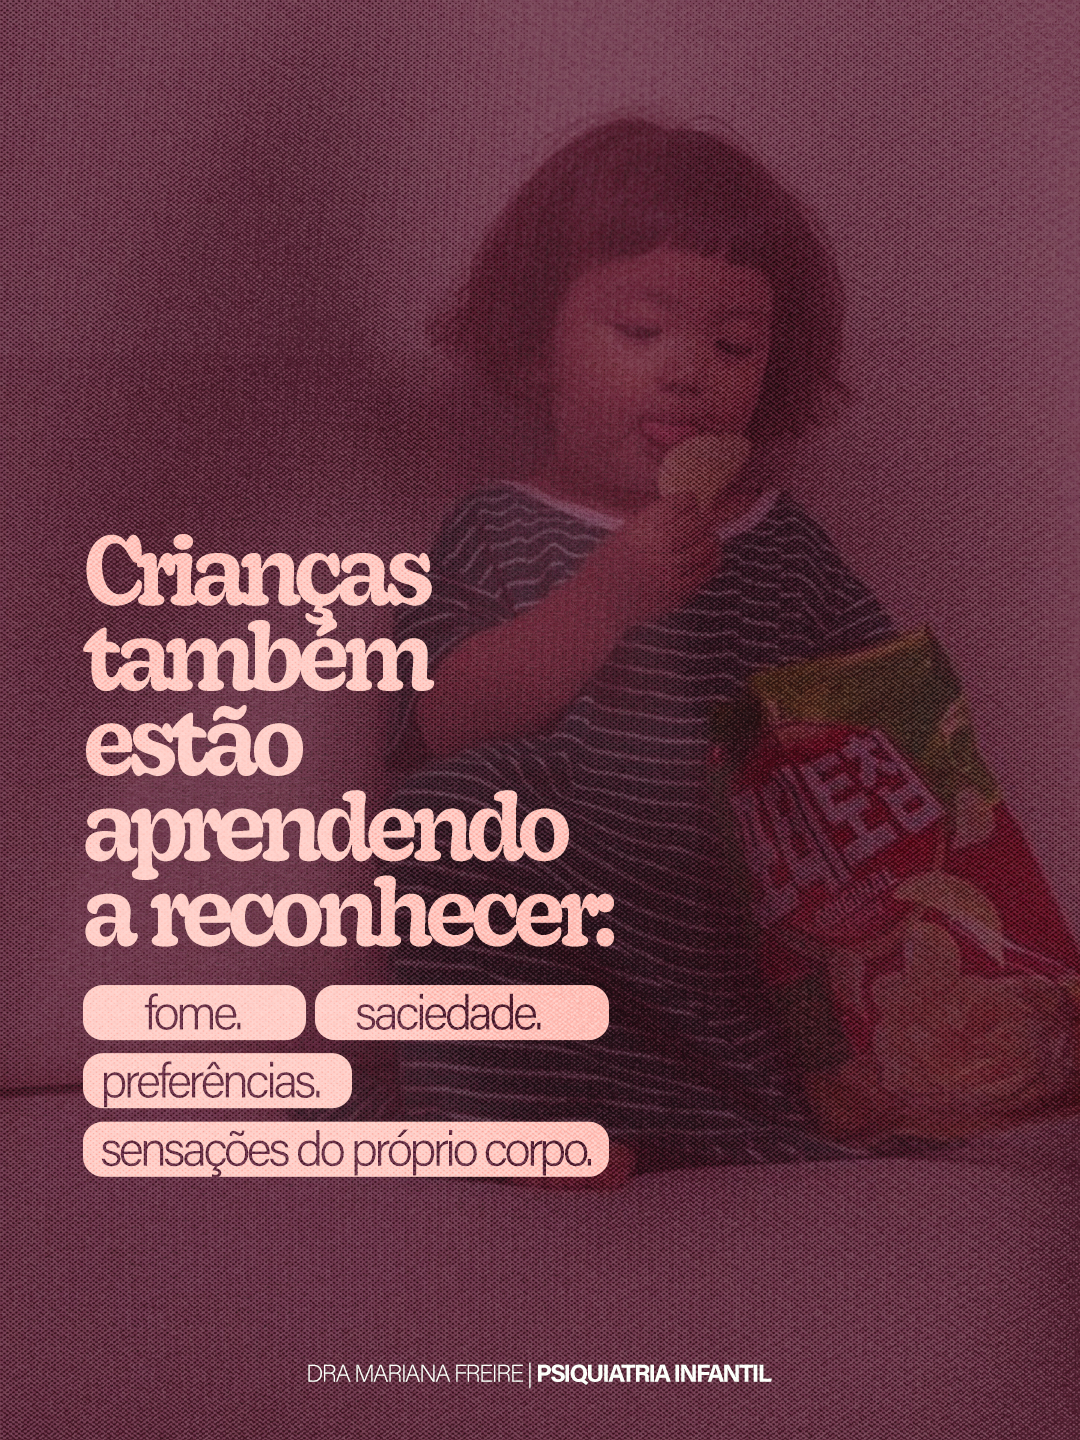 Crianças
também
estão
aprendendo
a reconhecer:
fome. saciedade.
preferências.
sensações do próprio corpo.
DRA MARIANA FREIRE | PSIQUIATRIA INFANTIL